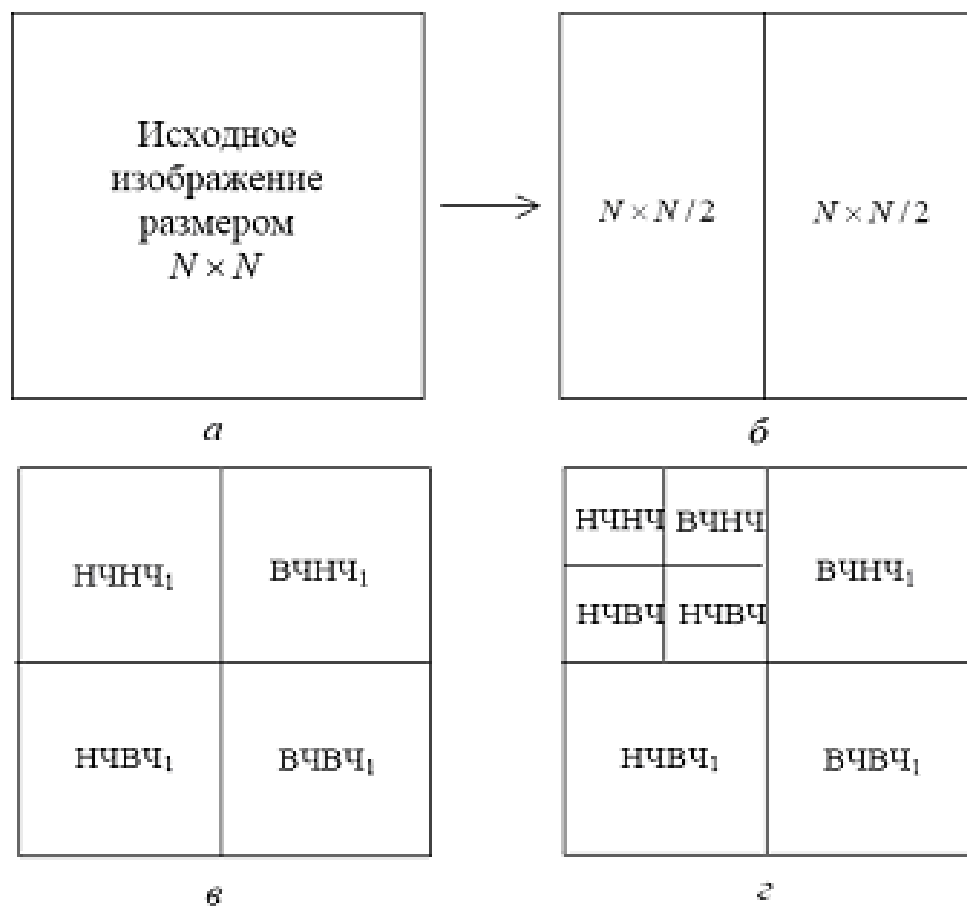 Исходное
изображение
размером
N × N
N × N / 2
N × N / 2
а
б
НЧНЧ₁
ВЧНЧ₁
НЧВЧ₁
ВЧВЧ₁
НЧНЧ
ВЧНЧ
НЧВЧ
НЧВЧ
ВЧНЧ₁
НЧВЧ₁
ВЧВЧ₁
в
г